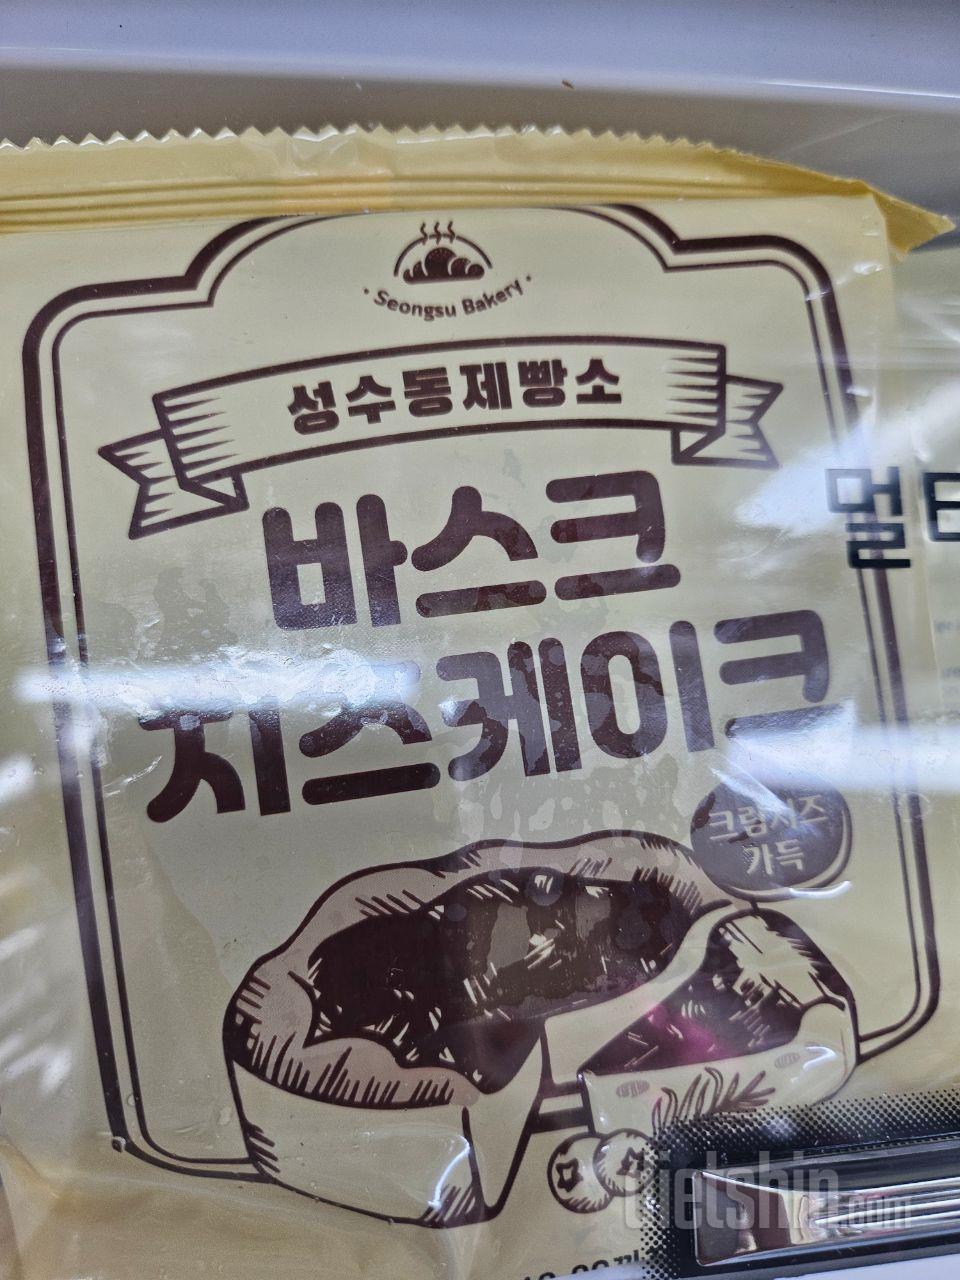 Seongsu Bakery
성수동제빵소
바스크
치즈케이크
크림치즈
가득
멀
dietshin.com